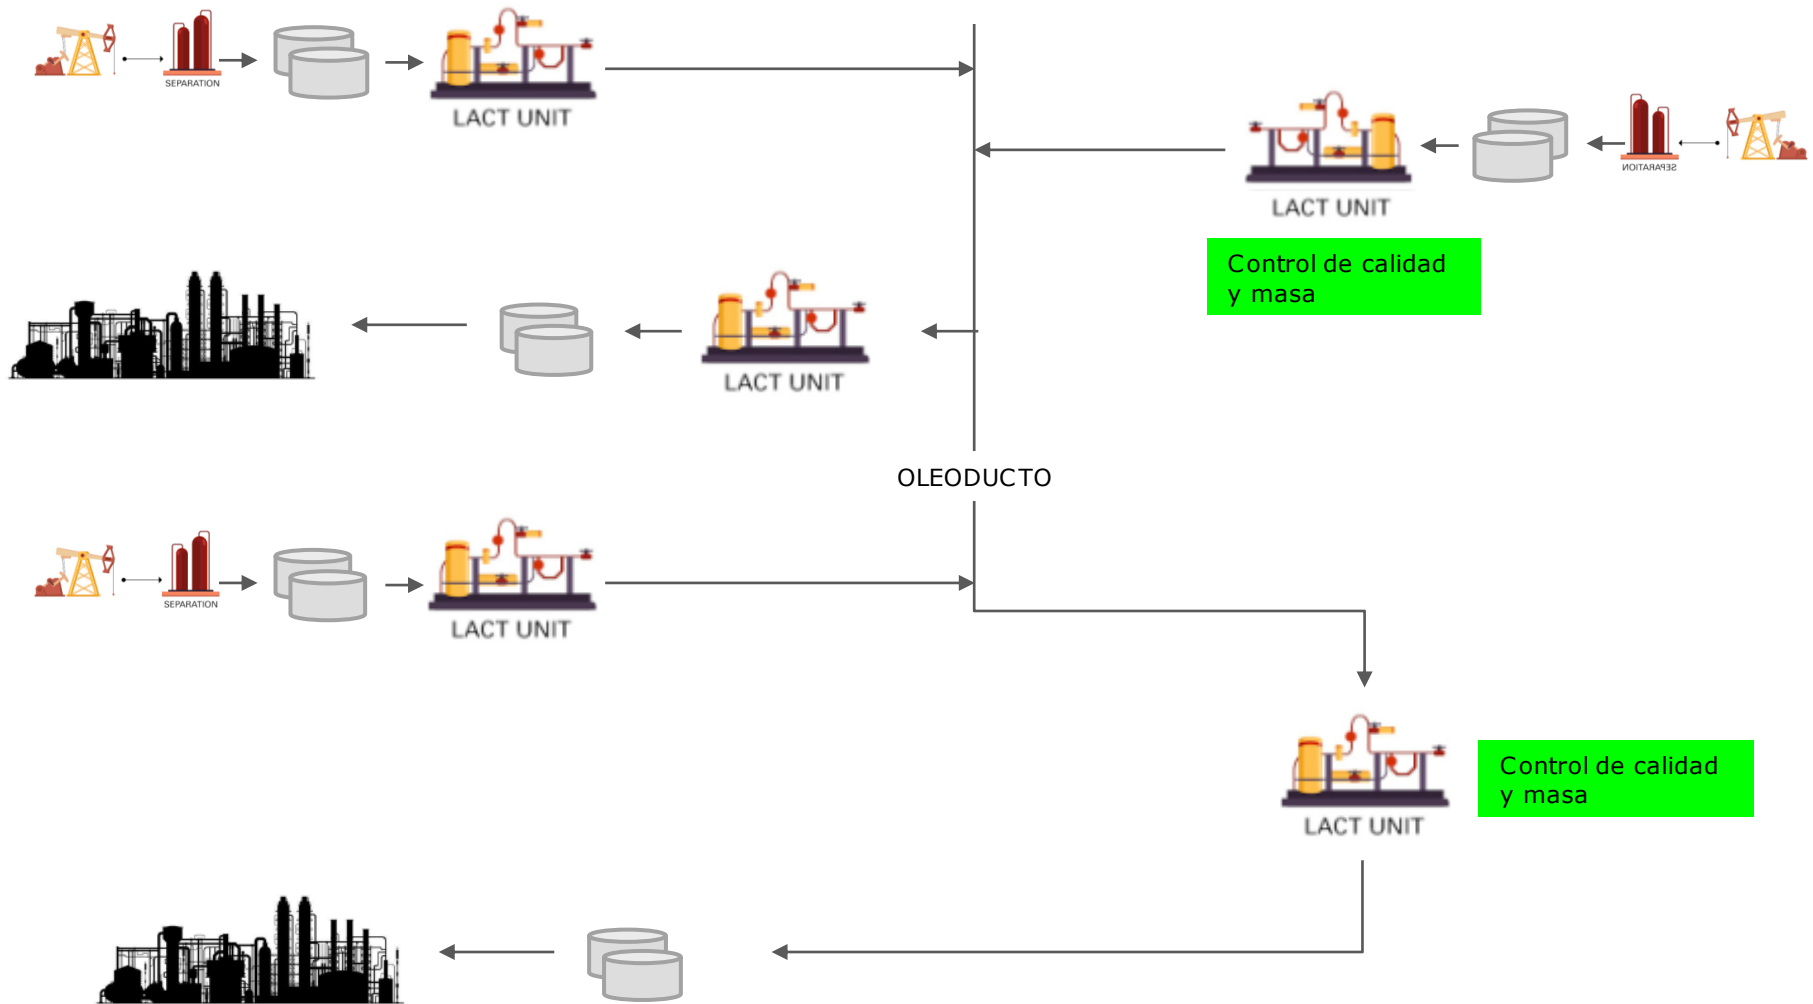 SEPARATION
LACT UNIT
SEPARATION
LACT UNIT
Control de calidad
y masa
LACT UNIT
OLEODUCTO
SEPARATION
LACT UNIT
Control de calidad
y masa
LACT UNIT